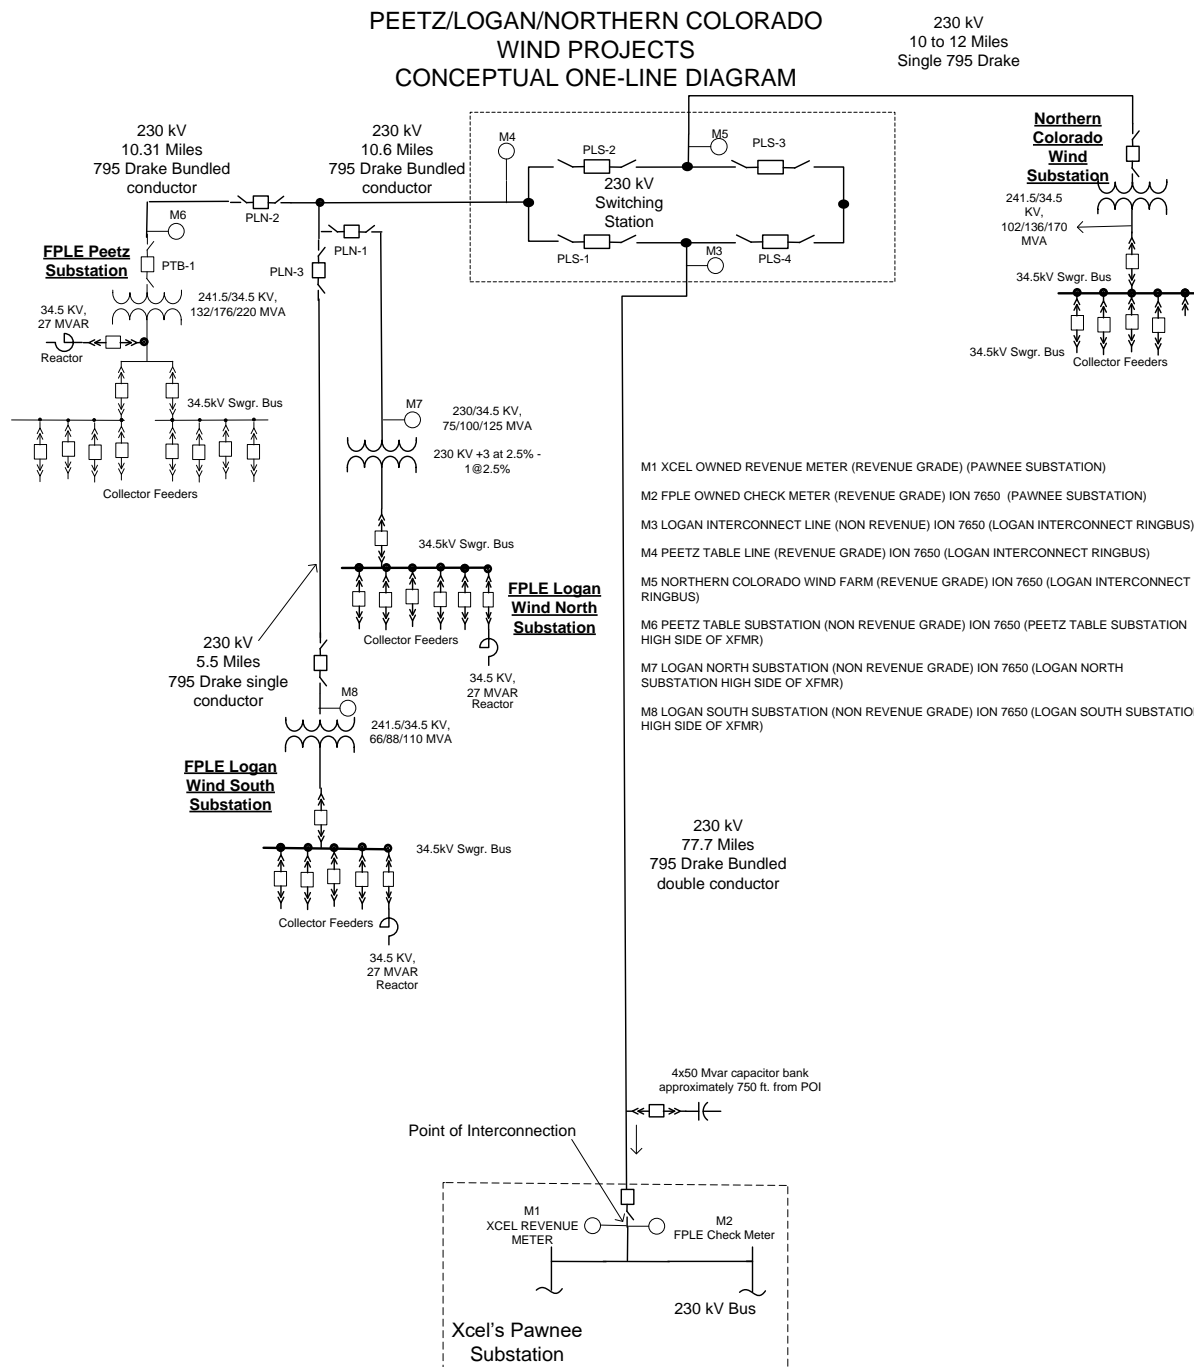 PEETZ/LOGAN/NORTHERN COLORADO
WIND PROJECTS
CONCEPTUAL ONE-LINE DIAGRAM
230 kV
10 to 12 Miles
Single 795 Drake
230 kV
10.31 Miles
795 Drake Bundled
conductor
230 kV
10.6 Miles
795 Drake Bundled
conductor
M4
PLS-2
M5
PLS-3
230 kV
Switching
Station
PLS-1
M3
PLS-4
Northern
Colorado
Wind
Substation
241.5/34.5
KV,
102/136/170
MVA
34.5kV Swgr. Bus
34.5kV Swgr. Bus
Collector Feeders
PLN-2
M6
PLN-1
FPLE Peetz
Substation
PTB-1
PLN-3
241.5/34.5 KV,
132/176/220 MVA
34.5 KV,
27 MVAR
Reactor
34.5kV Swgr. Bus
Collector Feeders
M7
230/34.5 KV,
75/100/125 MVA
230 KV +3 at 2.5% -
1@2.5%
34.5kV Swgr. Bus
FPLE Logan
Wind North
Substation
Collector Feeders
34.5 KV,
27 MVAR
Reactor
M1 XCEL OWNED REVENUE METER (REVENUE GRADE) (PAWNEE SUBSTATION)
M2 FPLE OWNED CHECK METER (REVENUE GRADE) ION 7650 (PAWNEE SUBSTATION)
M3 LOGAN INTERCONNECT LINE (NON REVENUE) ION 7650 (LOGAN INTERCONNECT RINGBUS)
M4 PEETZ TABLE LINE (REVENUE GRADE) ION 7650 (LOGAN INTERCONNECT RINGBUS)
M5 NORTHERN COLORADO WIND FARM (REVENUE GRADE) ION 7650 (LOGAN INTERCONNECT
RINGBUS)
M6 PEETZ TABLE SUBSTATION (NON REVENUE GRADE) ION 7650 (PEETZ TABLE SUBSTATION
HIGH SIDE OF XFMR)
M7 LOGAN NORTH SUBSTATION (NON REVENUE GRADE) ION 7650 (LOGAN NORTH
SUBSTATION HIGH SIDE OF XFMR)
M8 LOGAN SOUTH SUBSTATION (NON REVENUE GRADE) ION 7650 (LOGAN SOUTH SUBSTATIO
HIGH SIDE OF XFMR)
230 kV
5.5 Miles
795 Drake single
conductor
M8
241.5/34.5 KV,
66/88/110 MVA
FPLE Logan
Wind South
Substation
34.5kV Swgr. Bus
Collector Feeders
34.5 KV,
27 MVAR
Reactor
230 kV
77.7 Miles
795 Drake Bundled
double conductor
4x50 Mvar capacitor bank
approximately 750 ft. from POI
Point of Interconnection
M1
XCEL REVENUE
METER
M2
FPLE Check Meter
230 kV Bus
Xcel's Pawnee
Substation